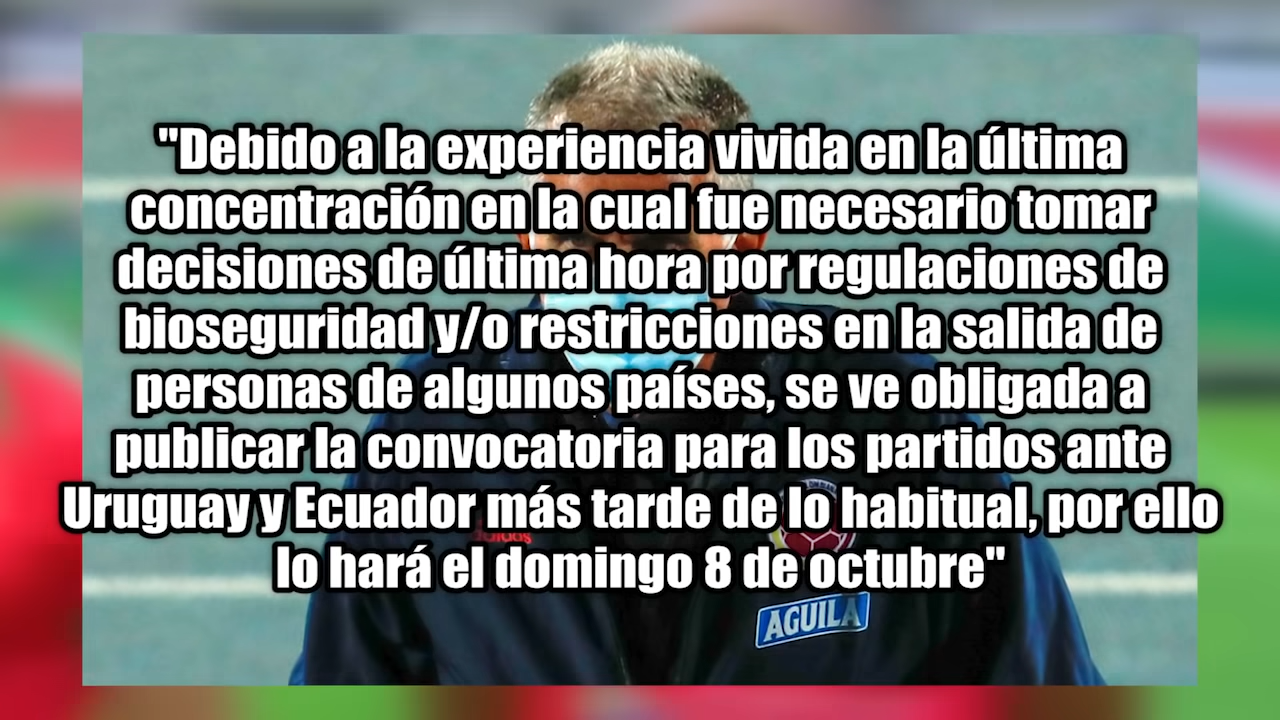 "Debido a la experiencia vivida en la última
concentración en la cual fue necesario tomar
decisiones de última hora por regulaciones de
bioseguridad y/o restricciones en la salida de
personas de algunos países, se ve obligada a
publicar la convocatoria para los partidos ante
Uruguay y Ecuador más tarde de lo habitual, por ello
lo hará el domingo 8 de octubre"
adidas
AGUILA